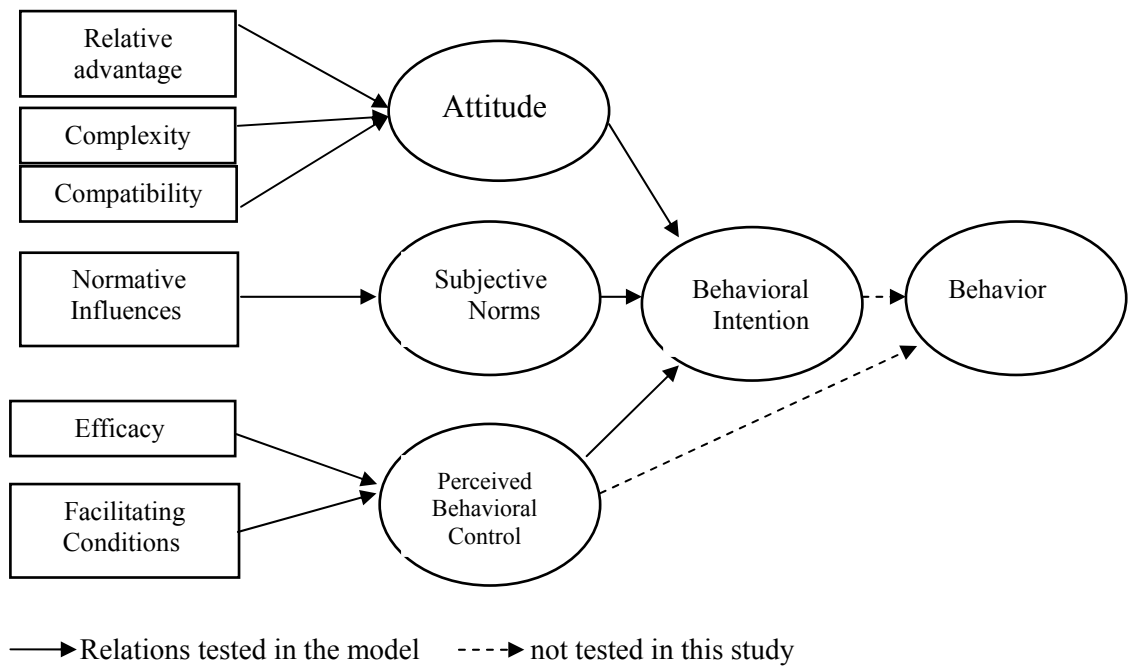 Relative
advantage
Complexity
Compatibility
Attitude
Normative
Influences
Subjective
Norms
Behavioral
Intention
Behavior
Efficacy
Facilitating
Conditions
Perceived
Behavioral
Control
Relations tested in the model
not tested in this study